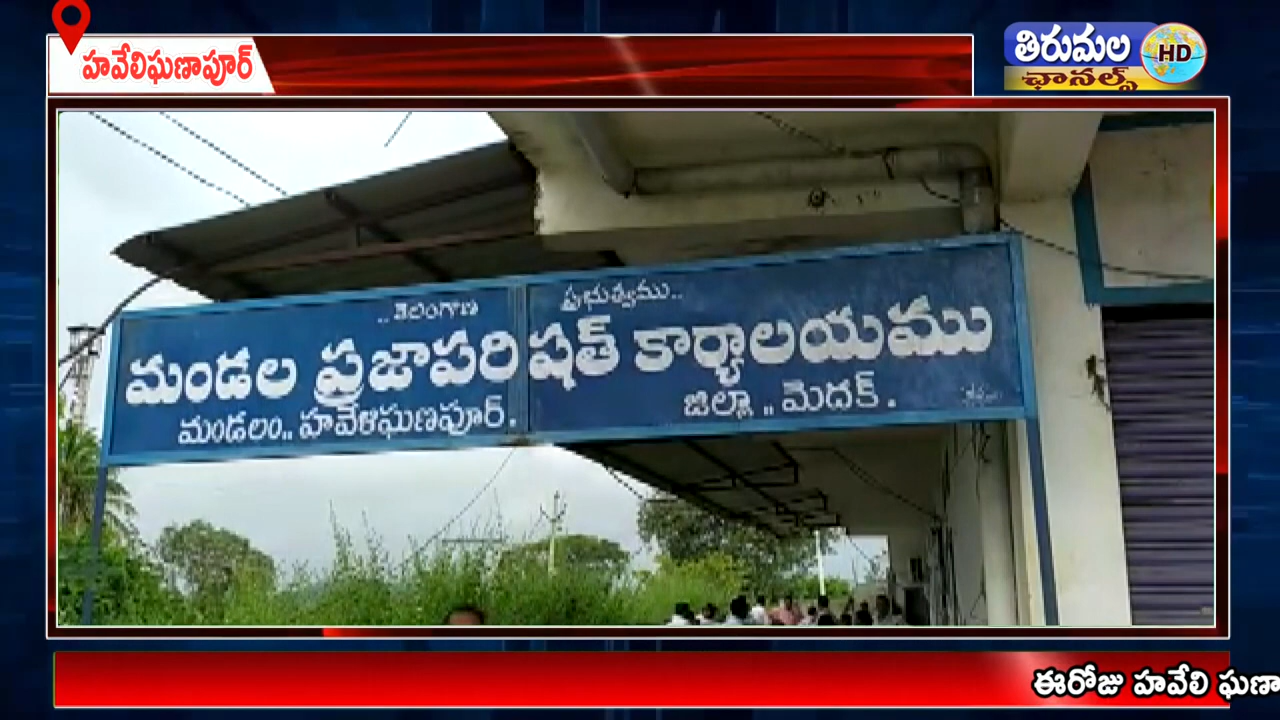 హవేలిఘణాపూర్
తిరుమల
HD
ఛానల్స్
.. తెలంగాణ ప్రభుత్వము..
మండల ప్రజాపరిషత్ కార్యాలయము
మండలం.. హవేళిఘణపూర్.
జిల్లా .. మెదక్.
ఈరోజు హవేలి ఘణా